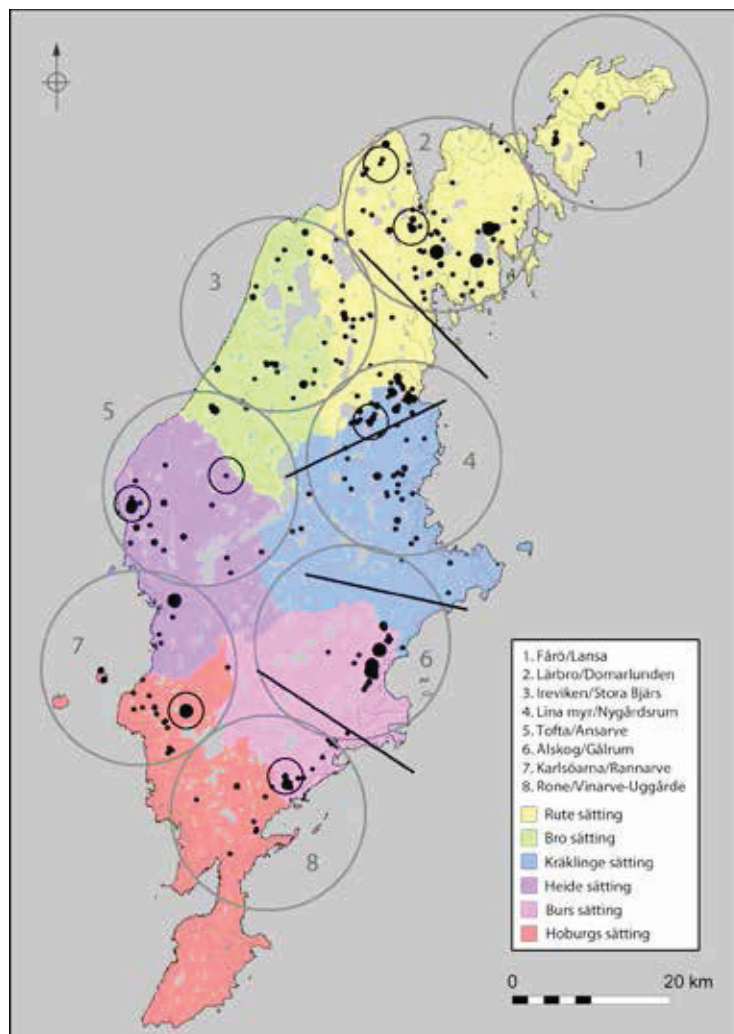 1
2
3
5
4
7
6
8
1. Fårö/Lansa
2. Lärbro/Domarlunden
3. Ireviken/Stora Bjärs
4. Lina myr/Nygårdsrum
5. Tofta/Ansarve
6. Alskog/Gålrum
7. Karlsöarna/Rannarve
8. Rone/Vinarve-Uggårde
Rute sätting
Bro sätting
Kräklinge sätting
Heide sätting
Burs sätting
Hoburgs sätting
0 20 km